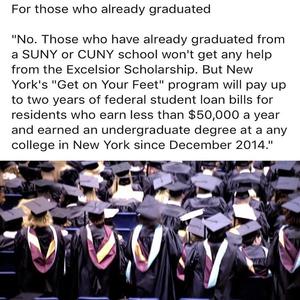 For those who already graduated
"No. Those who have already graduated from
a SUNY or CUNY school won't get any help
from the Excelsior Scholarship. But New
York's "Get on Your Feet" program will pay up
to two years of federal student loan bills for
residents who earn less than $50,000 a year
and earned an undergraduate degree at a any
college in New York since December 2014."